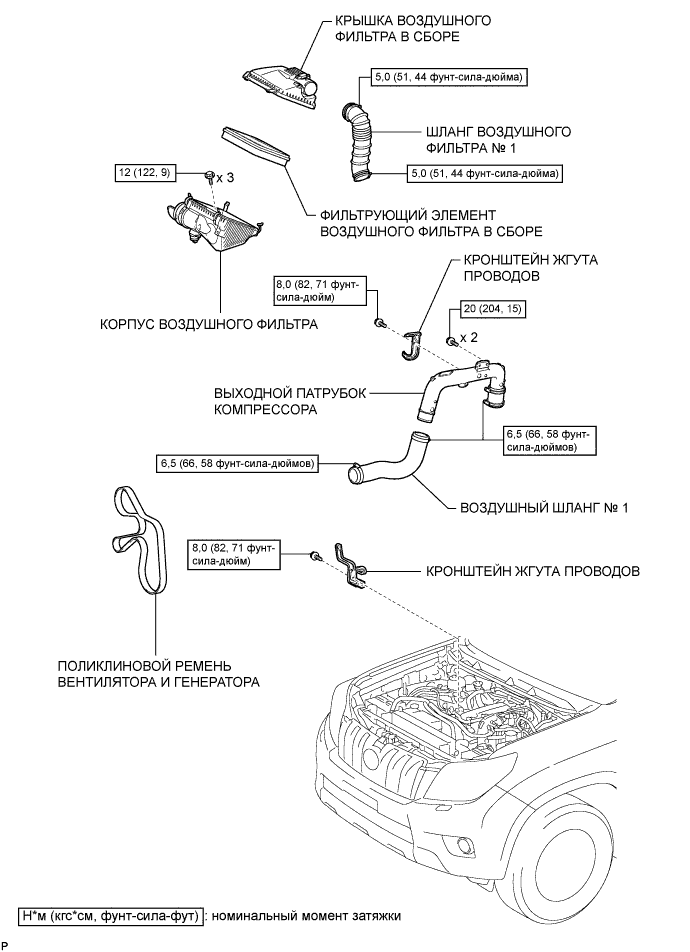 КРЫШКА ВОЗДУШНОГО
ФИЛЬТРА В СБОРЕ
5,0 (51, 44 фунт-сила-дюйма)
ШЛАНГ ВОЗДУШНОГО
ФИЛЬТРА № 1
12 (122, 9)
x 3
5,0 (51, 44 фунт-сила-дюйма)
ФИЛЬТРУЮЩИЙ ЭЛЕМЕНТ
ВОЗДУШНОГО ФИЛЬТРА В СБОРЕ
КРОНШТЕЙН ЖГУТА
ПРОВОДОВ
8,0 (82, 71 фунт-
сила-дюйм)
20 (204, 15)
КОРПУС ВОЗДУШНОГО ФИЛЬТРА
x 2
ВЫХОДНОЙ ПАТРУБОК
КОМПРЕССОРА
6,5 (66, 58 фунт-
сила-дюймов)
6,5 (66, 58 фунт-сила-дюймов)
ВОЗДУШНЫЙ ШЛАНГ № 1
8,0 (82, 71 фунт-
сила-дюйм)
КРОНШТЕЙН ЖГУТА ПРОВОДОВ
ПОЛИКЛИНОВОЙ РЕМЕНЬ
ВЕНТИЛЯТОРА И ГЕНЕРАТОРА
Н*м (кгс*см, фунт-сила-фут) : номинальный момент затяжки
P